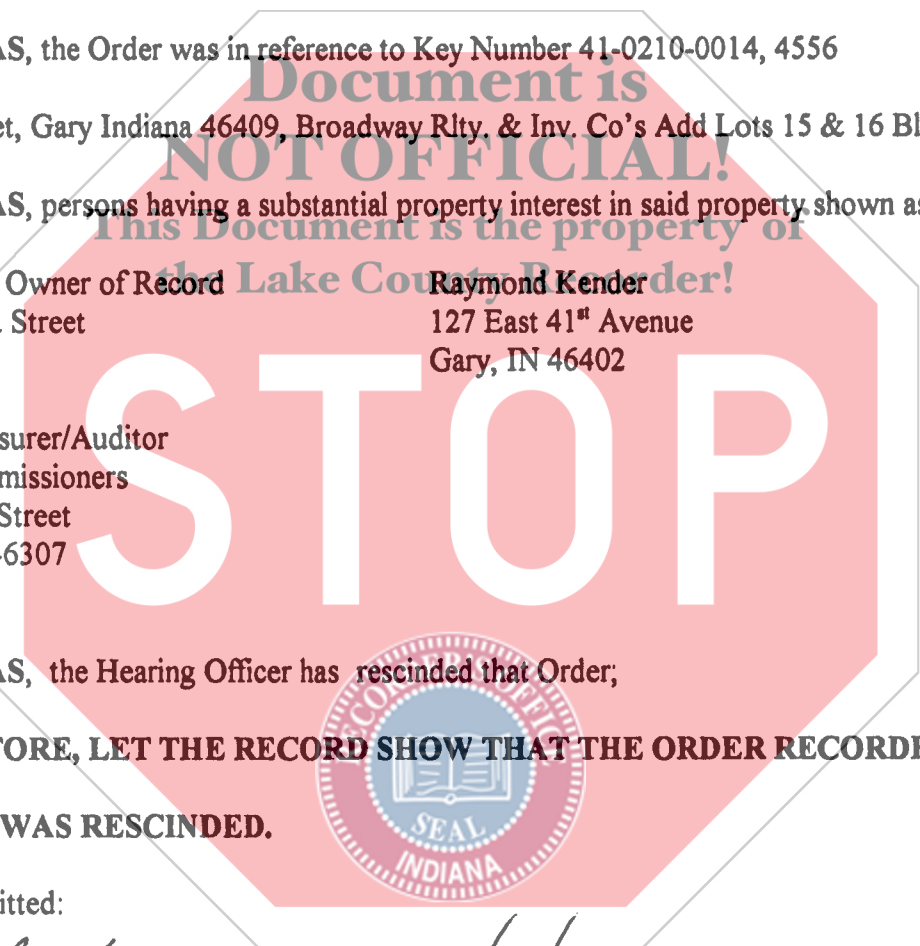 AS, the Order was in reference to Key Number 41-0210-0014, 4556
Document is
et, Gary Indiana 46409, Broadway Rlty. & Inv. Co's Add Lots 15 & 16 Bl
NOT OFFICIAL!
AS, persons having a substantial property interest in said property shown as
This Document is the property of
Owner of Record Raymond Kender
the Lake County Recorder!
Street 127 East 41st Avenue
Gary, IN 46402
STOP
surer/Auditor
missioners
Street
6307
AS, the Hearing Officer has rescinded that Order;
RECORDER'S OFFICE
FORE, LET THE RECORD SHOW THAT THE ORDER RECORDE
WAS RESCINDED.
SEAL
INDIANA
itted: